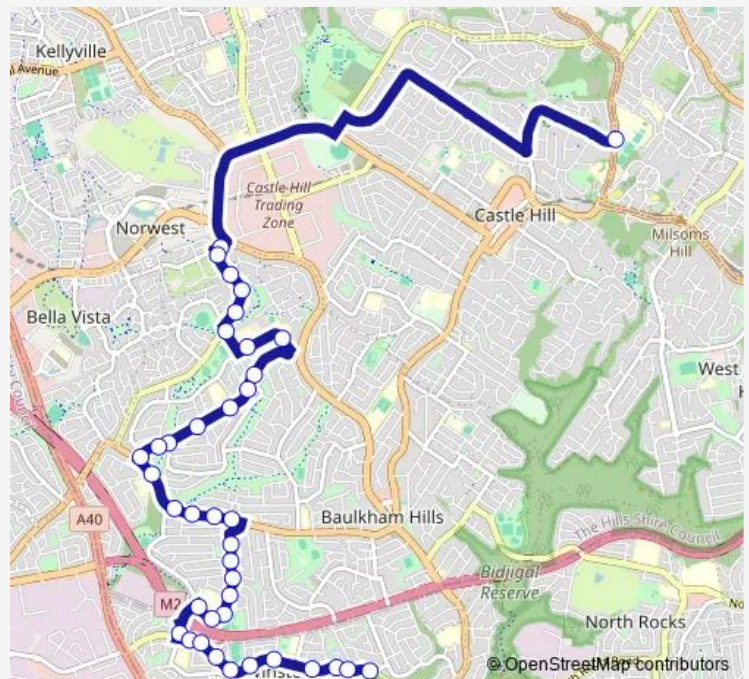 Kellyville
Avenue
Castle Hill
Trading
Zone
Castle Hill
Norwest
Milsoms
Hill
Bella Vista
West
A40
Baulkham Hills
The Hills Shire Council
Bidjigal
Reserve
M2
North Rocks
© OpenStreetMap contributors